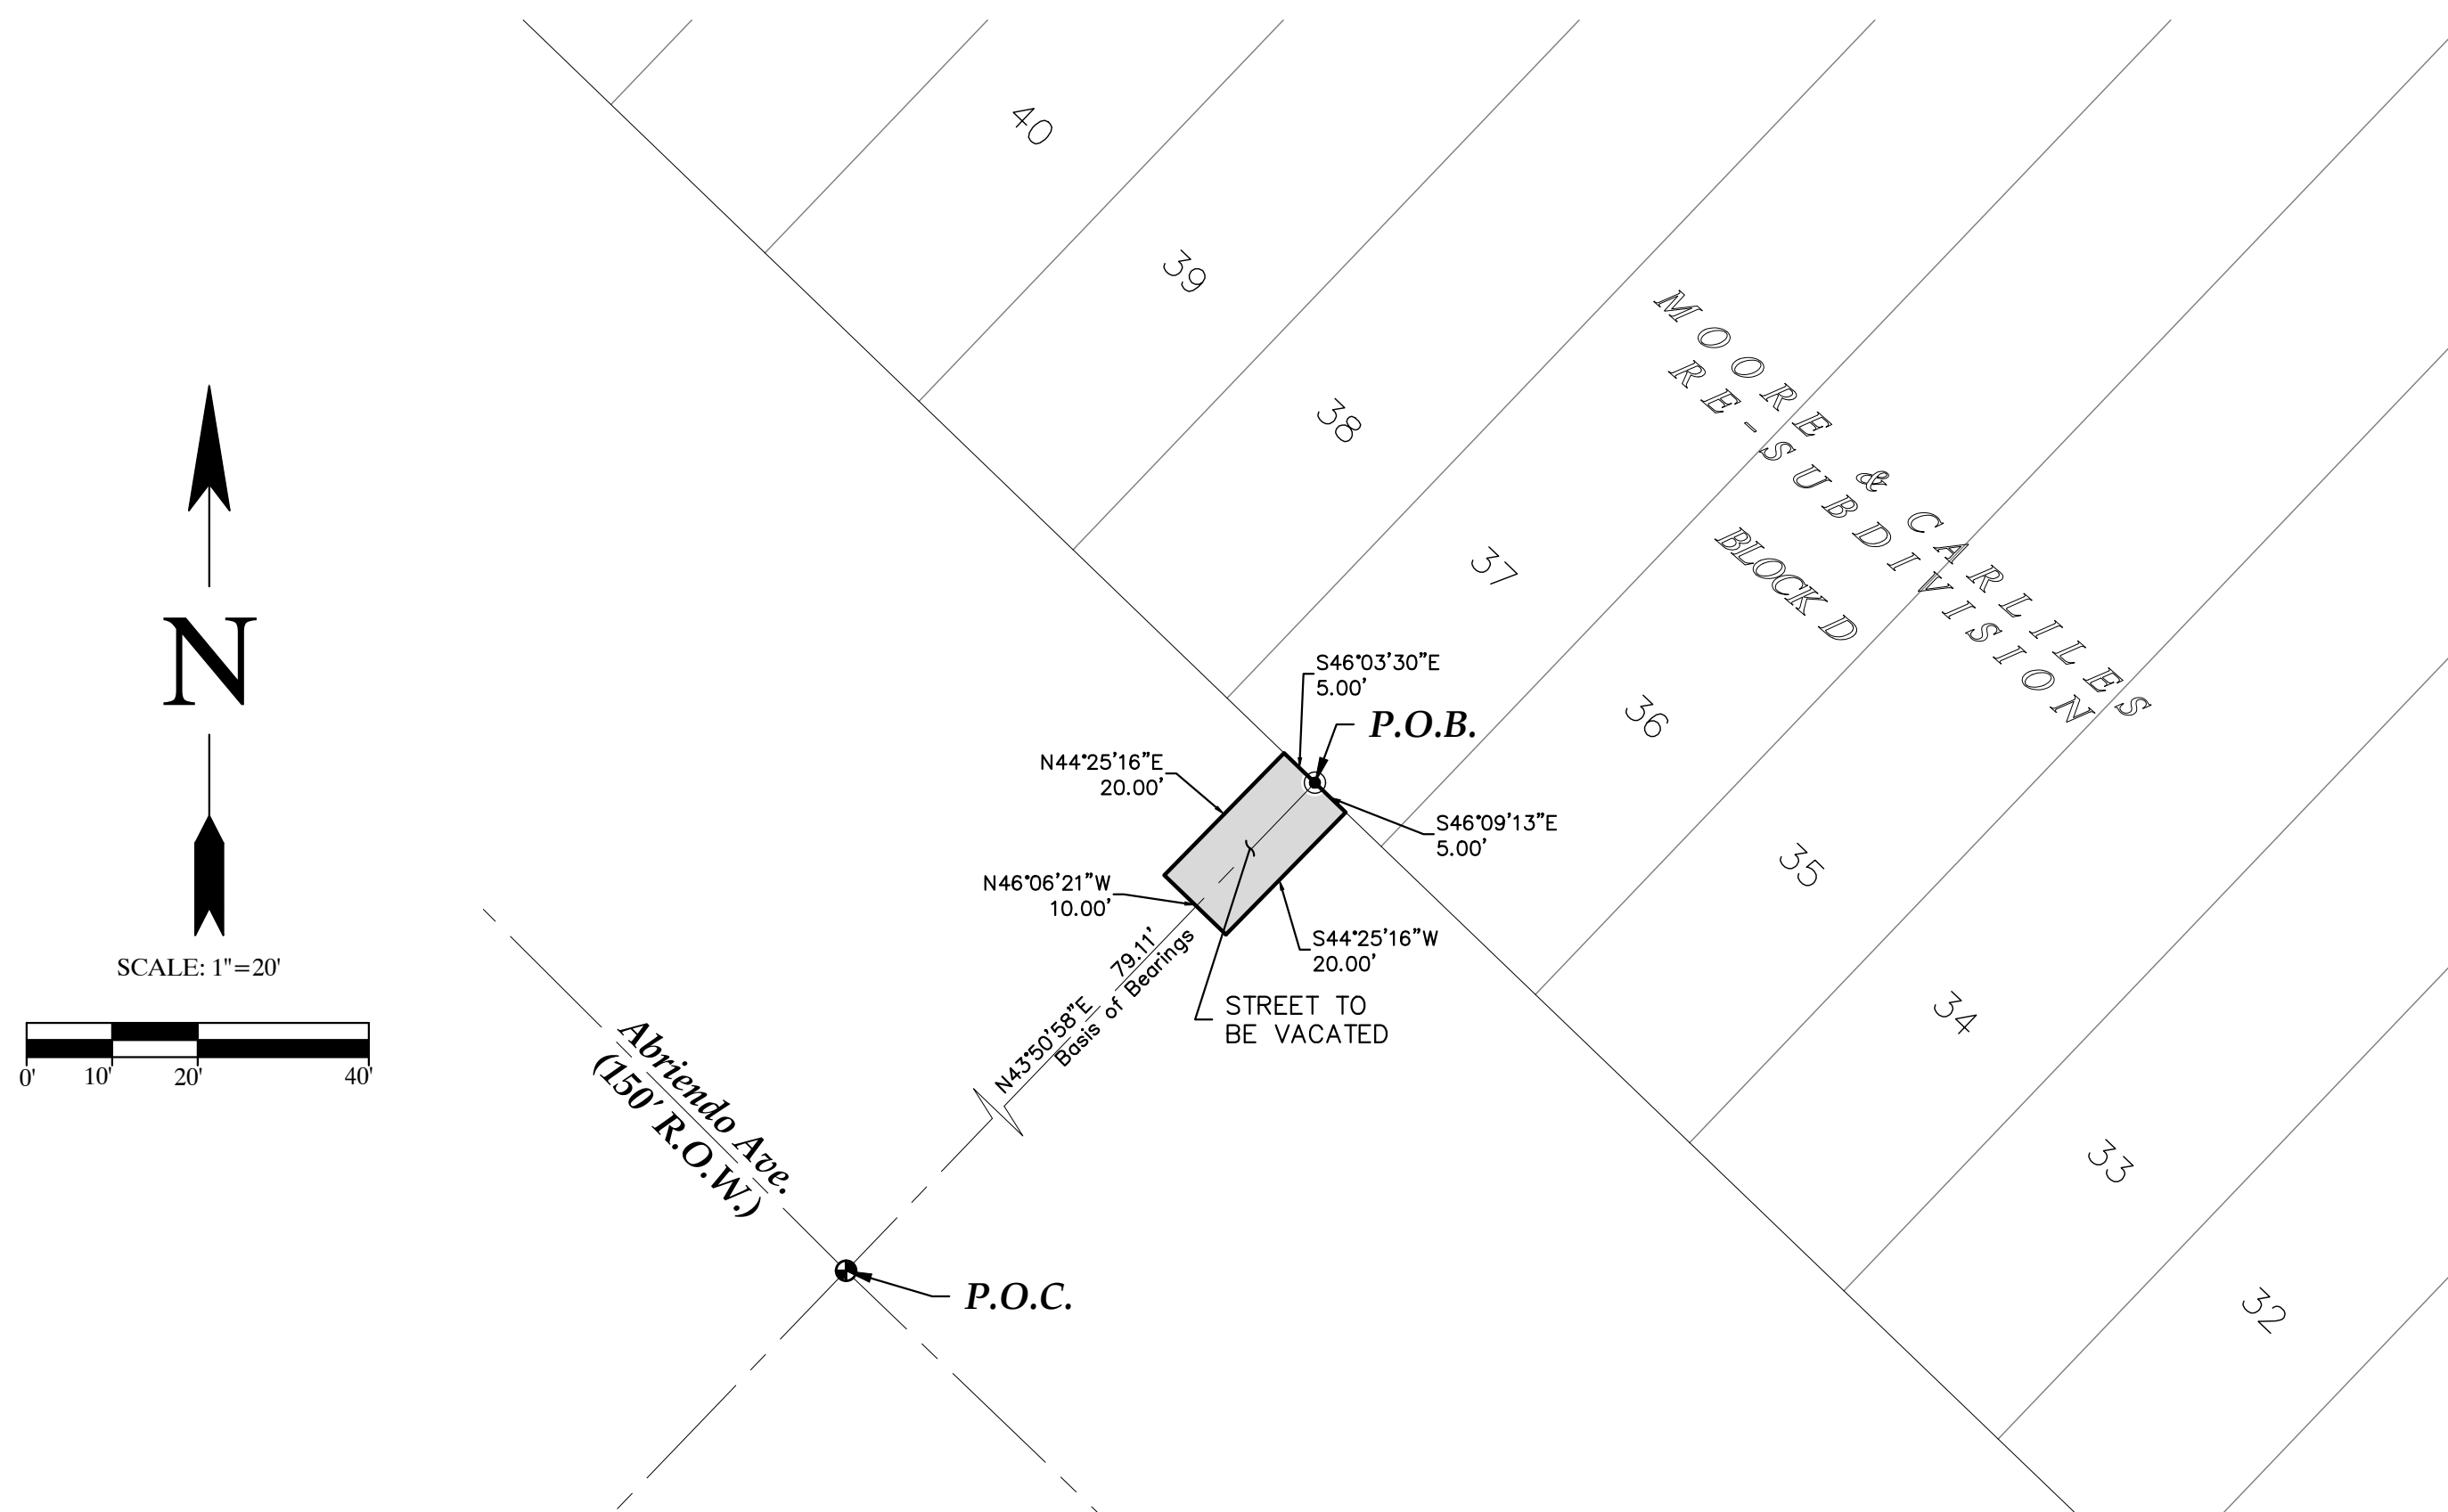 40
39
38
37
36
35
34
33
32
MOORE & CARLILES
RE-SUBDIVISION
BLOCK D
N
SCALE: 1"=20'
0' 10' 20' 40'
S46°03'30"E
5.00'
P.O.B.
N44°25'16"E
20.00'
S46°09'13"E
5.00'
N46°06'21"W
10.00'
S44°25'16"W
20.00'
STREET TO
BE VACATED
N43°50'58"E 79.11'
Basis of Bearings
Abriendo Ave.
(150' R.O.W.)
P.O.C.